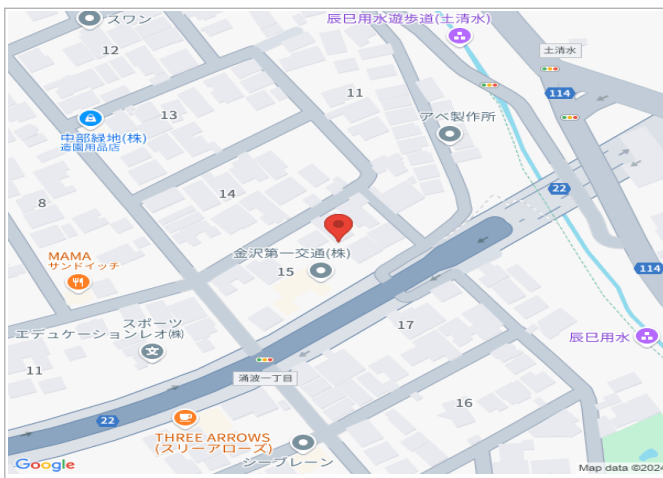 スワン
辰巳用水遊歩道(土清水)
土清水
12
11
114
13
アベ製作所
中部緑地(株)
造園用品店
22
14
8
金沢第一交通(株)
MAMA
サンドイッチ
15
114
スポーツ
エデュケーションレオ(株)
17
辰巳用水
11
涌波一丁目
16
22
THREE ARROWS
(スリーアローズ)
シーブレーン
Google
Map data ©2024